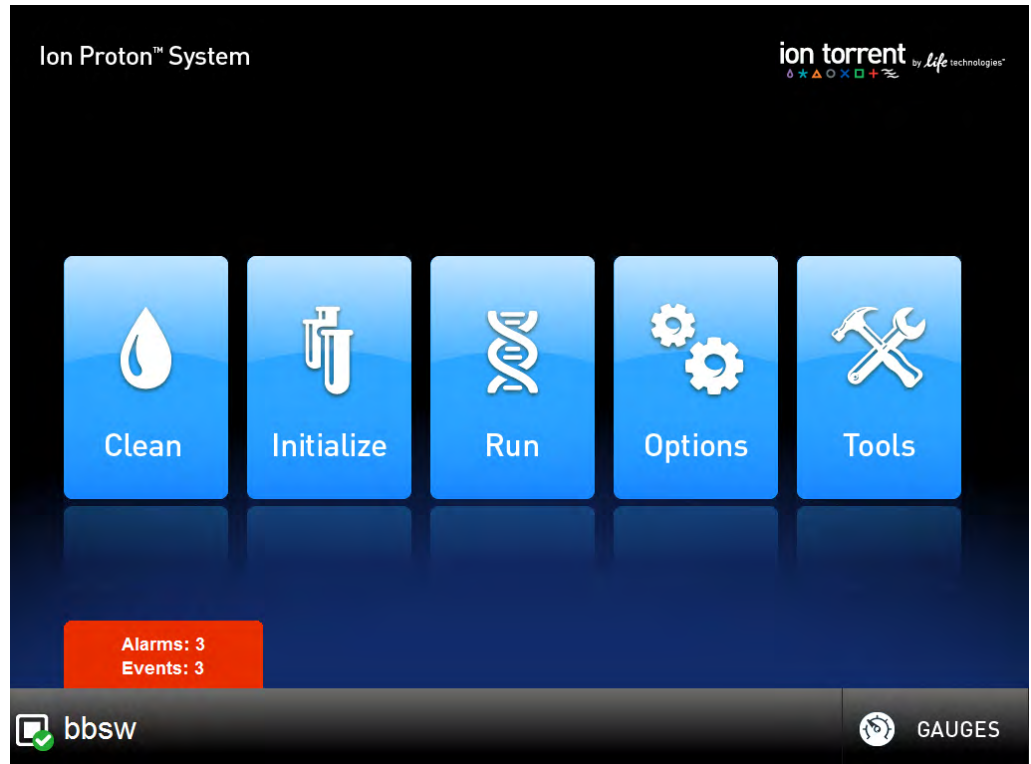 Ion Proton™ System
ion torrent by life technologies™
Clean
Initialize
Run
Options
Tools
Alarms: 3
Events: 3
bbsw
GAUGES